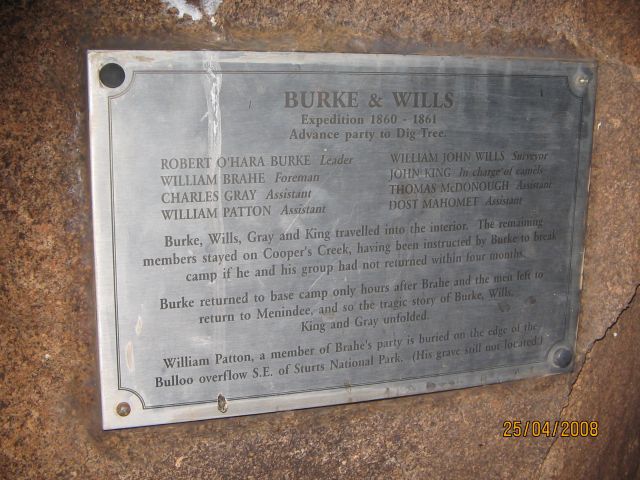 BURKE & WILLS
Expedition 1860 - 1861
Advance party to Dig Tree.
ROBERT O'HARA BURKE Leader
WILLIAM BRAHE Foreman
CHARLES GRAY Assistant
WILLIAM PATTON Assistant
WILLIAM JOHN WILLS Surveyor
JOHN KING In charge of camels
THOMAS McDONOUGH Assistant
DOST MAHOMET Assistant
Burke, Wills, Gray and King travelled into the interior. The remaining
members stayed on Cooper's Creek, having been instructed by Burke to break
camp if he and his group had not returned within four months.
Burke returned to base camp only hours after Brahe and the men left to
return to Menindee, and so the tragic story of Burke, Wills,
King and Gray unfolded.
William Patton, a member of Brahe's party is buried on the edge of the
Bulloo overflow S.E. of Sturts National Park. (His grave still not located.)
25/04/2008